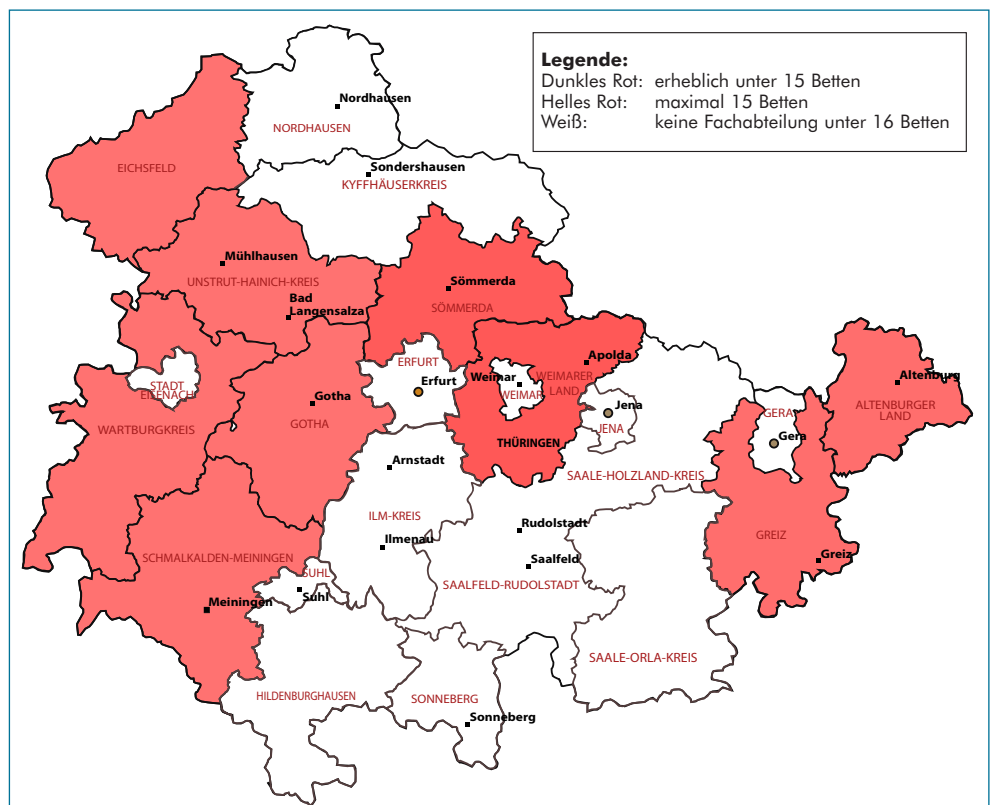 Legende:
Dunkles Rot: erheblich unter 15 Betten
Helles Rot: maximal 15 Betten
Weiß: keine Fachabteilung unter 16 Betten
Nordhausen
NORDHAUSEN
EICHSFELD
Sondershausen
KYFFHÄUSERKREIS
Mühlhausen
UNSTRUT-HAINICH-KREIS
Bad
Langensalza
Sömmerda
SÖMMERDA
ERFURT
Erfurt
Apolda
Weimar
WEIMARER
LAND
WEIMAR
STADT
EISENACH
Gotha
GOTHA
WARTBURGKREIS
THÜRINGEN
Jena
JENA
GERA
Gera
Altenburg
ALTENBURGER
LAND
Arnstadt
SAALE-HOLZLAND-KREIS
ILM-KREIS
Ilmenau
Rudolstadt
Saalfeld
SAALFELD-RUDOLSTADT
GREIZ
Greiz
SCHMALKALDEN-MEININGEN
SUHL
Suhl
Meiningen
SAALE-ORLA-KREIS
HILDENBURGHAUSEN
SONNEBERG
Sonneberg